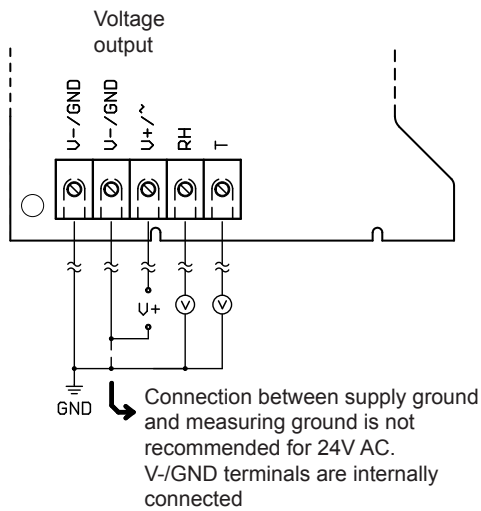 Voltage
output
V-/GND
V-/GND
V+/~
RH
T
V+
V
V
GND
Connection between supply ground
and measuring ground is not
recommended for 24V AC.
V-/GND terminals are internally
connected